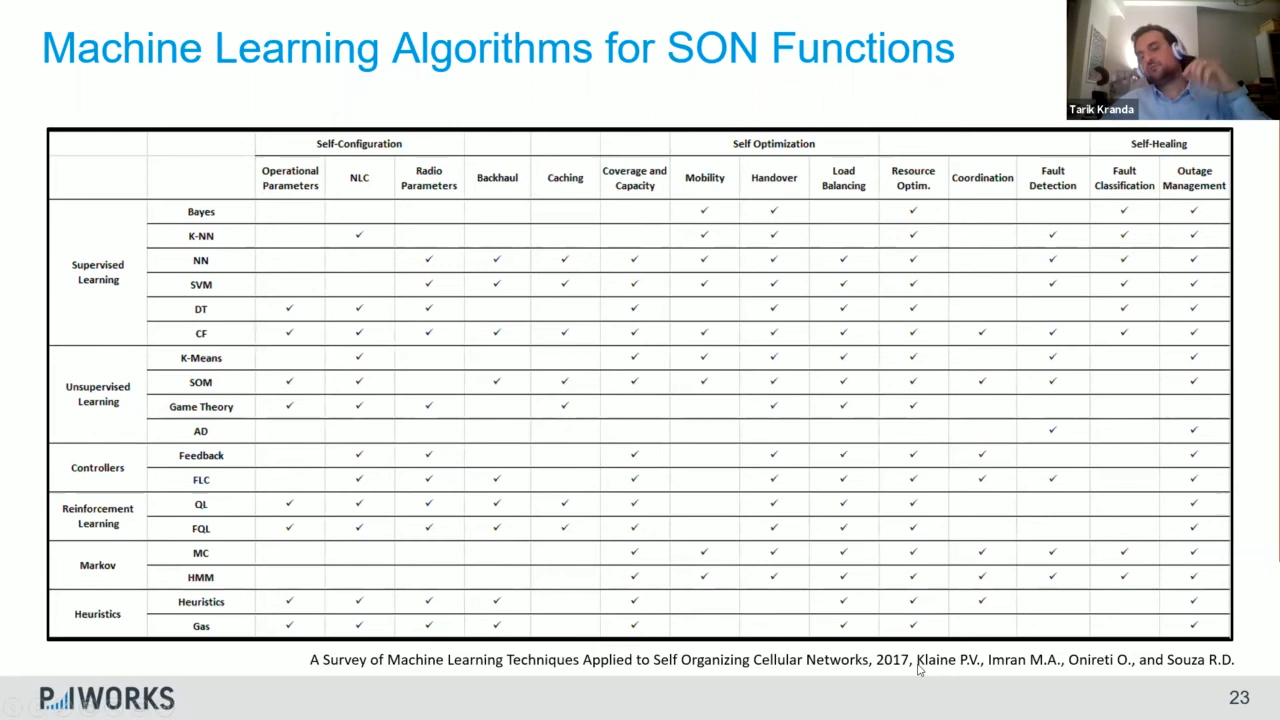 Machine Learning Algorithms for SON Functions
Tarik Kranda
Self-Configuration Self Optimization Self-Healing
Operational Parameters NLC Radio Parameters Backhaul Caching Coverage and Capacity Mobility Handover Load Balancing Resource Optim. Coordination Fault Detection Fault Classification Outage Management
Supervised Learning
Bayes ✓ ✓ ✓ ✓ ✓
K-NN ✓ ✓ ✓ ✓ ✓ ✓ ✓
NN ✓ ✓ ✓ ✓ ✓ ✓ ✓ ✓ ✓ ✓ ✓
SVM ✓ ✓ ✓ ✓ ✓ ✓ ✓ ✓ ✓ ✓ ✓
DT ✓ ✓ ✓ ✓ ✓ ✓ ✓ ✓ ✓
CF ✓ ✓ ✓ ✓ ✓ ✓ ✓ ✓ ✓ ✓ ✓ ✓ ✓ ✓
Unsupervised Learning
K-Means ✓ ✓ ✓ ✓ ✓ ✓ ✓ ✓
SOM ✓ ✓ ✓ ✓ ✓ ✓ ✓ ✓ ✓ ✓ ✓ ✓
Game Theory ✓ ✓ ✓ ✓ ✓ ✓ ✓
AD ✓ ✓
Controllers
Feedback ✓ ✓ ✓ ✓ ✓ ✓ ✓ ✓
FLC ✓ ✓ ✓ ✓ ✓ ✓ ✓ ✓ ✓ ✓
Reinforcement Learning
QL ✓ ✓ ✓ ✓ ✓ ✓ ✓ ✓ ✓ ✓
FQL ✓ ✓ ✓ ✓ ✓ ✓ ✓ ✓ ✓ ✓
Markov
MC ✓ ✓ ✓ ✓ ✓ ✓ ✓ ✓ ✓
HMM ✓ ✓ ✓ ✓ ✓ ✓ ✓ ✓ ✓
Heuristics
Heuristics ✓ ✓ ✓ ✓ ✓ ✓ ✓ ✓ ✓
Gas ✓ ✓ ✓ ✓ ✓ ✓ ✓ ✓
A Survey of Machine Learning Techniques Applied to Self Organizing Cellular Networks, 2017, Klaine P.V., Imran M.A., Onireti O., and Souza R.D.
P.I WORKS
23